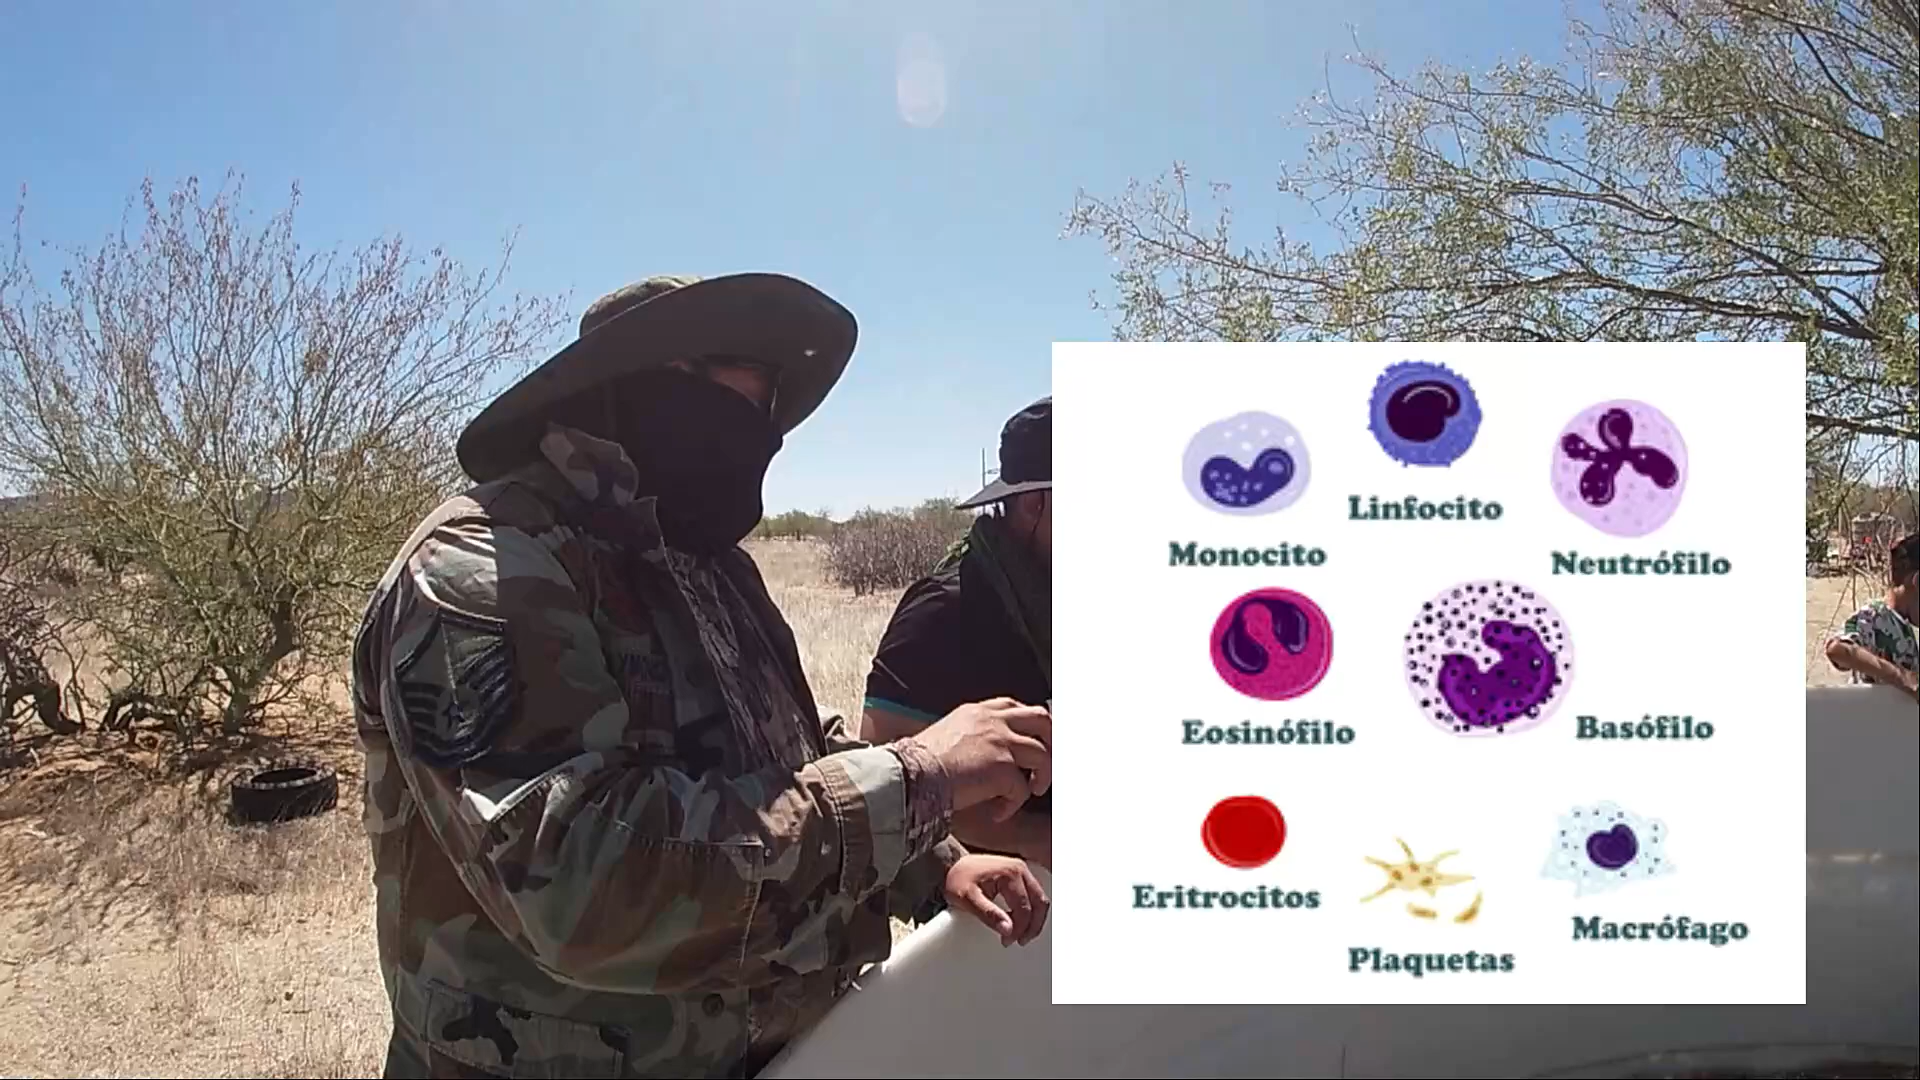 Linfocito
Monocito
Neutrófilo
Eosinófilo
Basófilo
Eritrocitos
Macrófago
Plaquetas